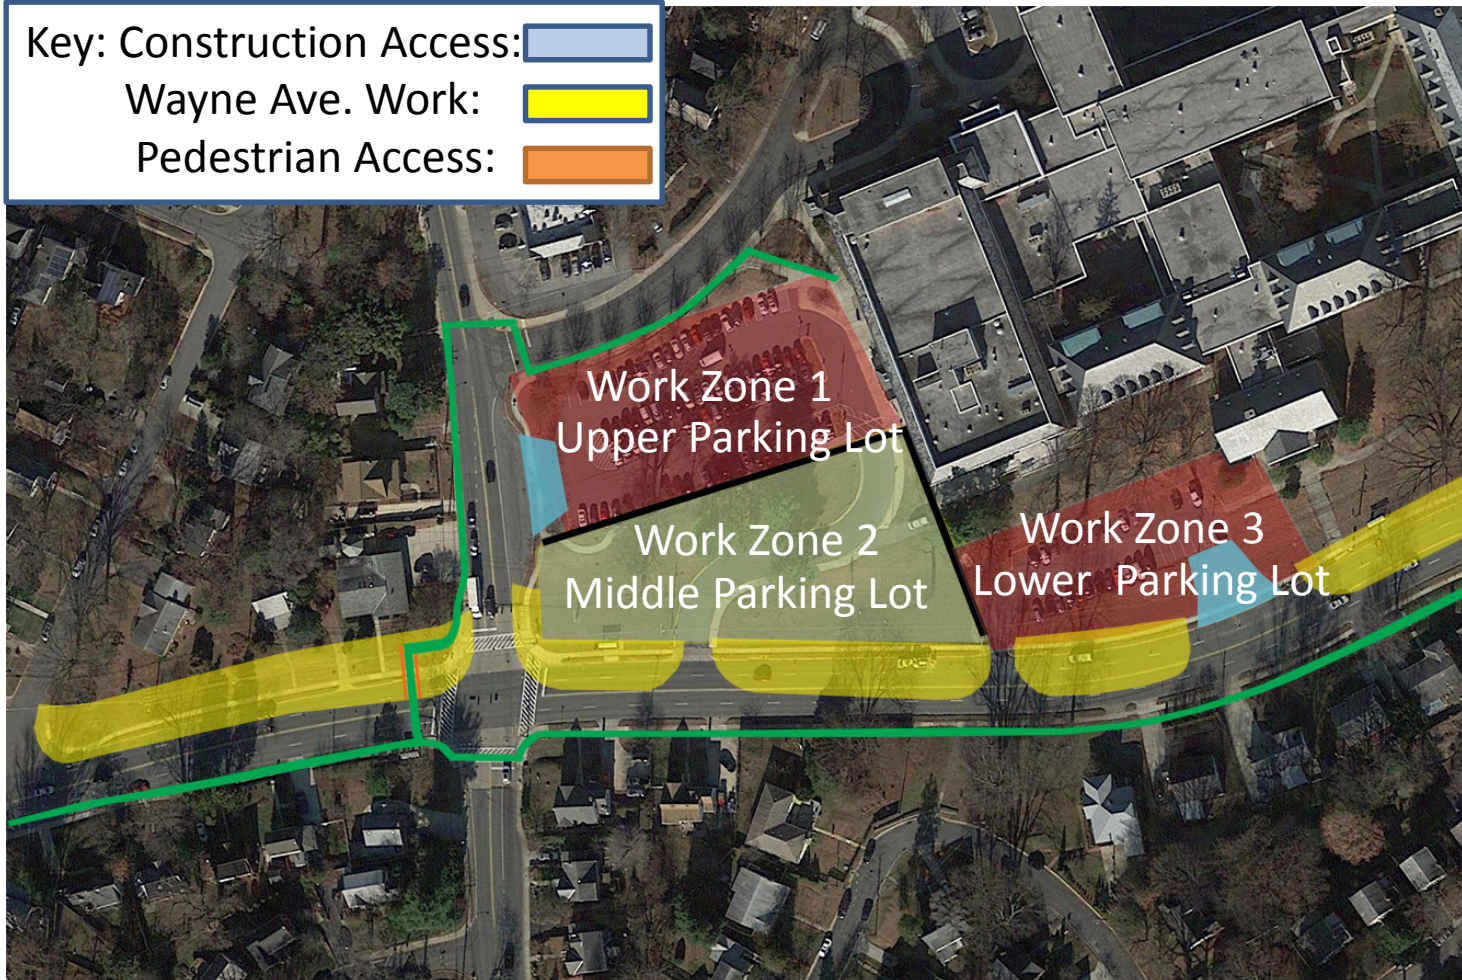 Key: Construction Access:
Wayne Ave. Work:
Pedestrian Access:
Work Zone 1
Upper Parking Lot
Work Zone 2
Middle Parking Lot
Work Zone 3
Lower Parking Lot